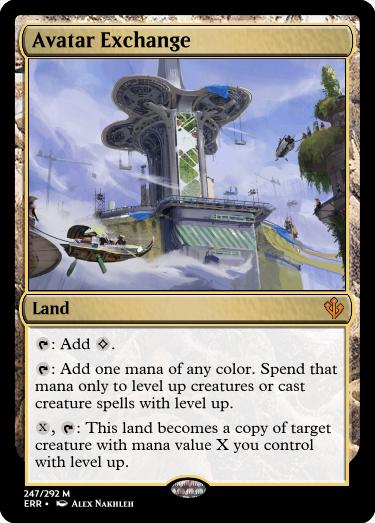 Avatar Exchange
Land
: Add .
: Add one mana of any color. Spend that
mana only to level up creatures or cast
creature spells with level up.
X, : This land becomes a copy of target
creature with mana value X you control
with level up.
247/292 M
ERR • Alex Nakhleh